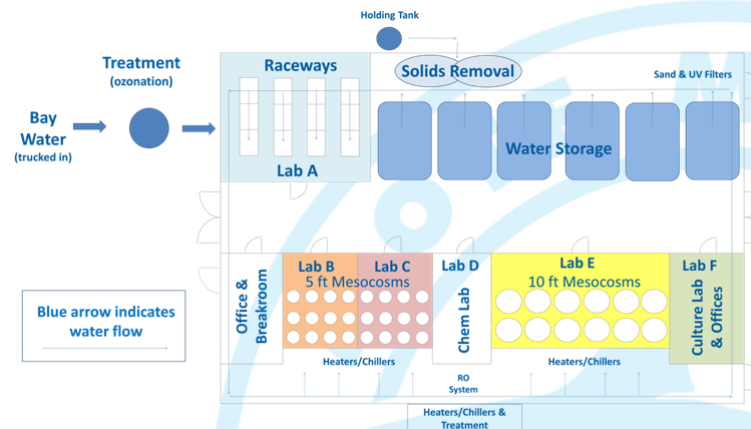 Holding Tank
Treatment
(ozonation)
Raceways
Solids Removal
Sand & UV Filters
Bay
Water
(trucked in)
Water Storage
Lab A
Lab B
Lab C
5 ft Mesocosms
Lab D
Lab E
10 ft Mesocosms
Lab F
Office &
Breakroom
Chem Lab
Culture Lab
& Offices
Blue arrow indicates
water flow
Heaters/Chillers
Heaters/Chillers
RO
System
Heaters/Chillers &
Treatment